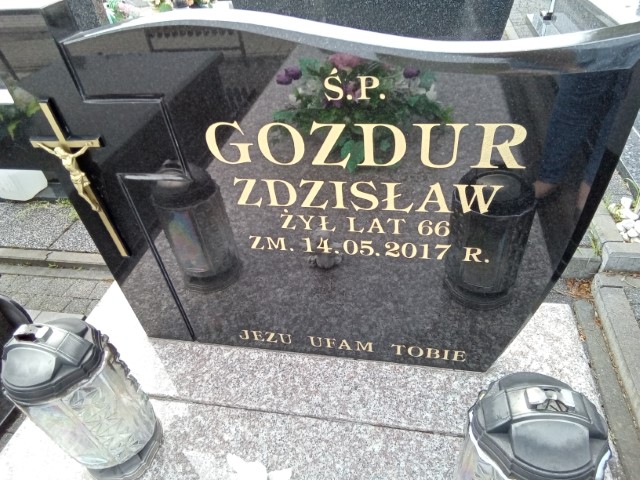 Ś.P.
GOZDUR
ZDZISŁAW
ŻYŁ LAT 66
ZM. 14.05.2017 R.
JEZU UFAM TOBIE